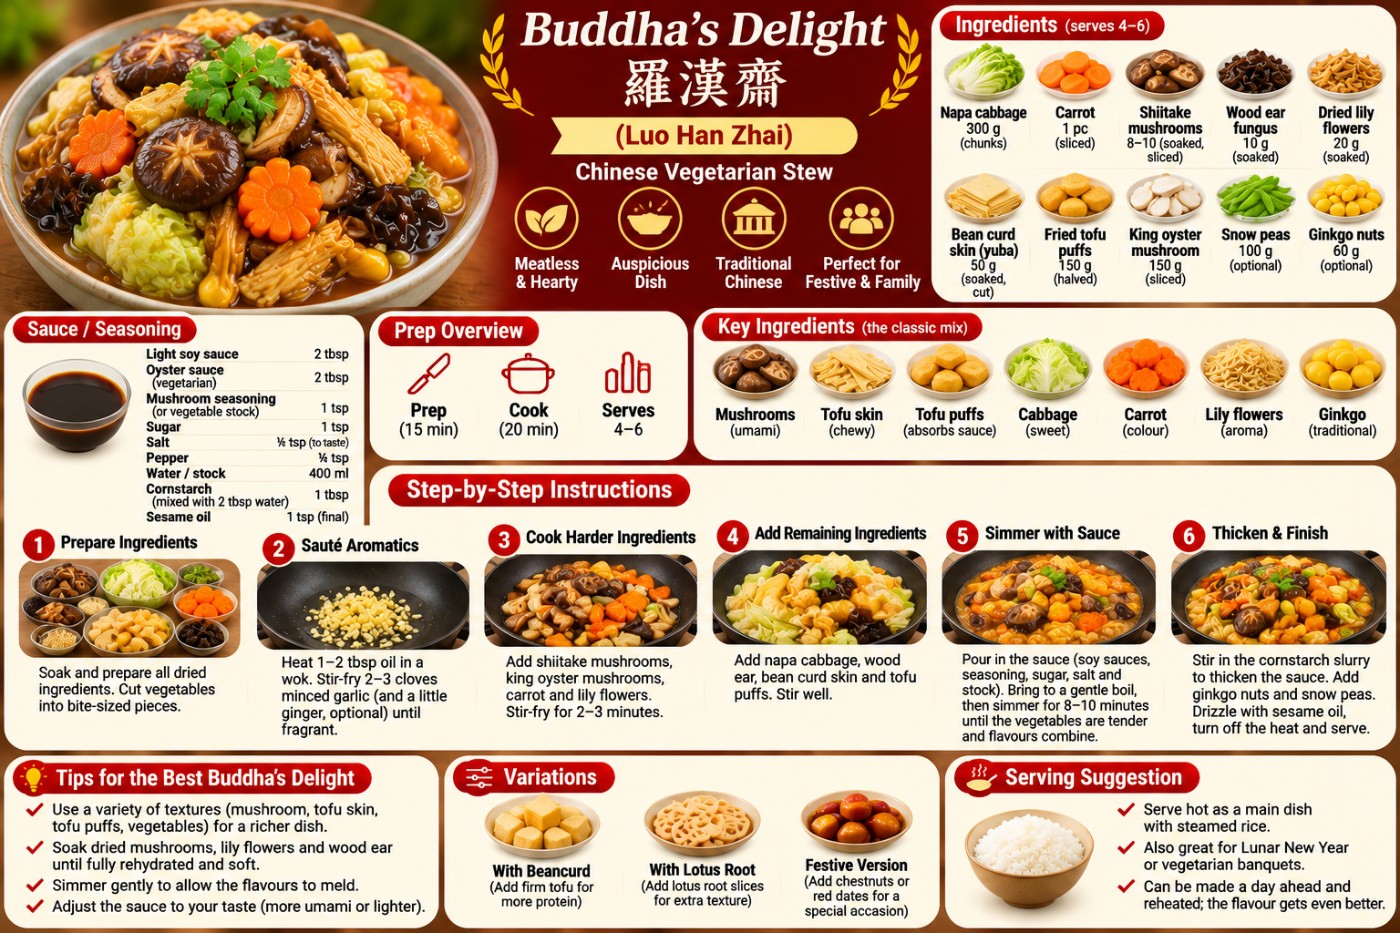 Buddha's Delight
羅漢齋
(Luo Han Zhai)
Chinese Vegetarian Stew
Meatless
& Hearty
Auspicious
Dish
Traditional
Chinese
Perfect for
Festive & Family
Ingredients (serves 4–6)
Napa cabbage
300 g
(chunks)
Carrot
1 pc
(sliced)
Shiitake
mushrooms
8–10 (soaked,
sliced)
Wood ear
fungus
10 g
(soaked)
Dried lily
flowers
20 g
(soaked)
Bean curd
skin (yuba)
50 g
(soaked,
cut)
Fried tofu
puffs
150 g
(halved)
King oyster
mushroom
150 g
(sliced)
Snow peas
100 g
(optional)
Ginkgo nuts
60 g
(optional)
Sauce / Seasoning
Light soy sauce 2 tbsp
Oyster sauce
(vegetarian) 2 tbsp
Mushroom seasoning
(or vegetable stock) 1 tsp
Sugar 1 tsp
Salt ½ tsp (to taste)
Pepper ½ tsp
Water / stock 400 ml
Cornstarch
(mixed with 2 tbsp water) 1 tbsp
Sesame oil 1 tsp (final)
Prep Overview
Prep
(15 min)
Cook
(20 min)
Serves
4–6
Key Ingredients (the classic mix)
Mushrooms
(umami)
Tofu skin
(chewy)
Tofu puffs
(absorbs sauce)
Cabbage
(sweet)
Carrot
(colour)
Lily flowers
(aroma)
Ginkgo
(traditional)
Step-by-Step Instructions
1 Prepare Ingredients
Soak and prepare all dried
ingredients. Cut vegetables
into bite-sized pieces.
2 Sauté Aromatics
Heat 1–2 tbsp oil in a
wok. Stir-fry 2–3 cloves
minced garlic (and a little
ginger, optional) until
fragrant.
3 Cook Harder Ingredients
Add shiitake mushrooms,
king oyster mushrooms,
carrot and lily flowers.
Stir-fry for 2–3 minutes.
4 Add Remaining Ingredients
Add napa cabbage, wood
ear, bean curd skin and tofu
puffs. Stir well.
5 Simmer with Sauce
Pour in the sauce (soy sauces,
seasoning, sugar, salt and
stock). Bring to a gentle boil,
then simmer for 8–10 minutes
until the vegetables are tender
and flavours combine.
6 Thicken & Finish
Stir in the cornstarch slurry
to thicken the sauce. Add
ginkgo nuts and snow peas.
Drizzle with sesame oil,
turn off the heat and serve.
Tips for the Best Buddha's Delight
Use a variety of textures (mushroom, tofu skin,
tofu puffs, vegetables) for a richer dish.
Soak dried mushrooms, lily flowers and wood ear
until fully rehydrated and soft.
Simmer gently to allow the flavours to meld.
Adjust the sauce to your taste (more umami or lighter).
Variations
With Beancurd
(Add firm tofu for
more protein)
With Lotus Root
(Add lotus root slices
for extra texture)
Festive Version
(Add chestnuts or
red dates for a
special accasion)
Serving Suggestion
Serve hot as a main dish
with steamed rice.
Also great for Lunar New Year
or vegetarian banquets.
Can be made a day ahead and
reheated; the flavour gets even better.